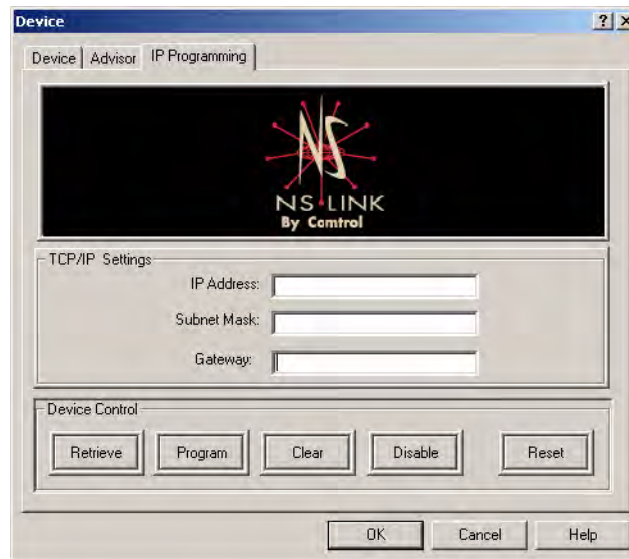 Device
Device Advisor IP Programming
NS
NS LINK
By Comtrol
TCP/IP Settings
IP Address:
Subnet Mask:
Gateway:
Device Control
Retrieve Program Clear Disable Reset
OK Cancel Help